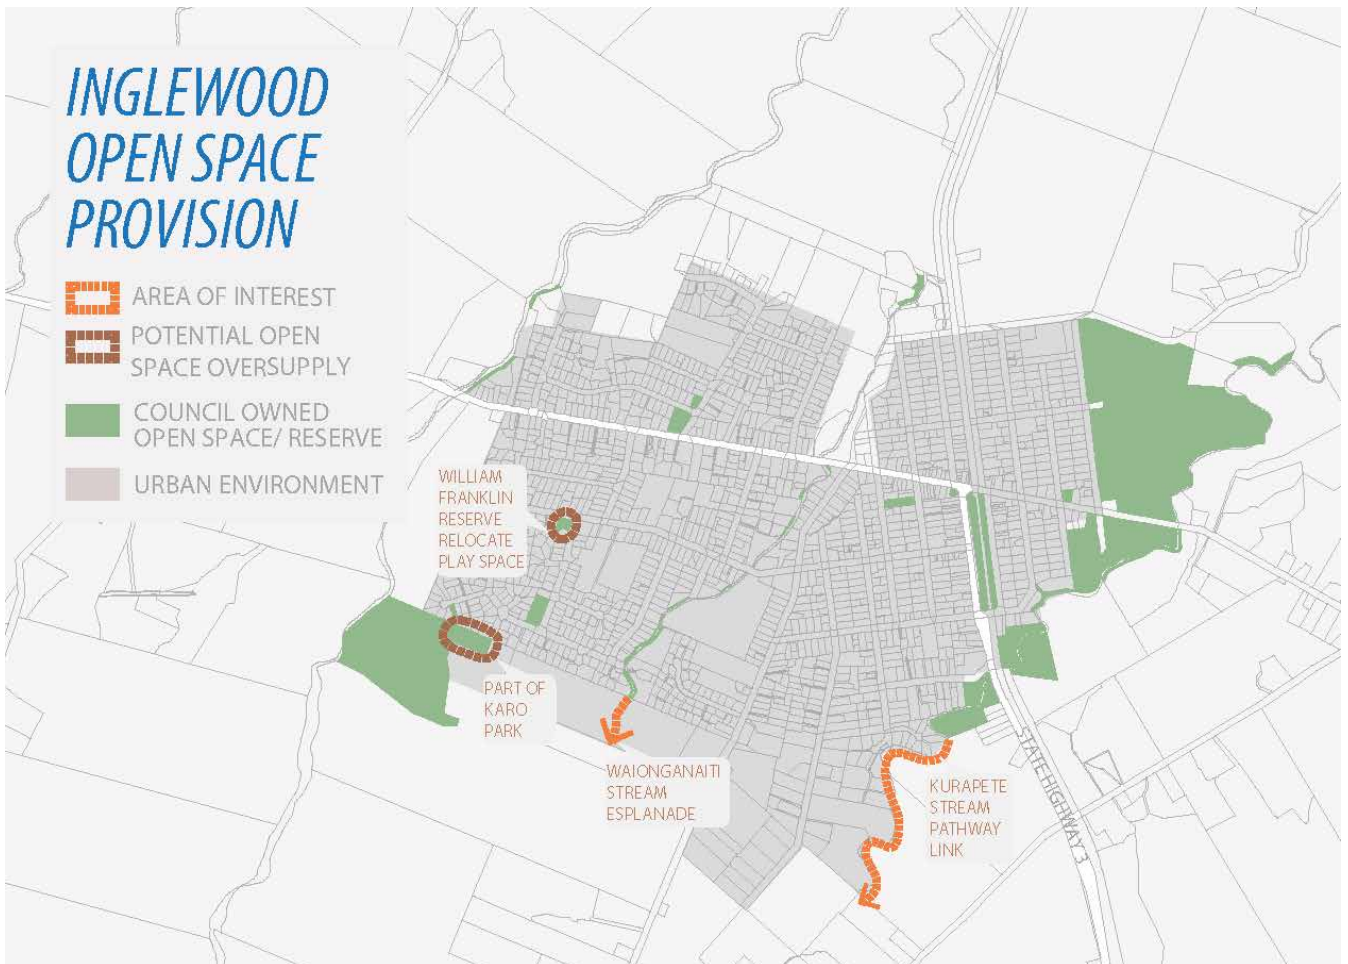 INGLEWOOD
OPEN SPACE
PROVISION
AREA OF INTEREST
POTENTIAL OPEN
SPACE OVERSUPPLY
COUNCIL OWNED
OPEN SPACE/ RESERVE
URBAN ENVIRONMENT
WILLIAM
FRANKLIN
RESERVE
RELOCATE
PLAY SPACE
PART OF
KARO
PARK
WAIONGANAITI
STREAM
ESPLANADE
KURAPETE
STREAM
PATHWAY
LINK
STATE HIGHWAY 3